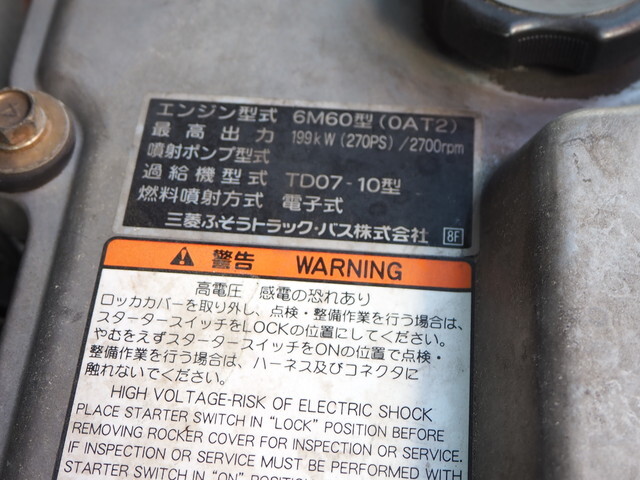 エンジン型式 6M60型(0AT2)
最高出力 199kW(270PS)/2700rpm
噴射ポンプ型式
過給機型式 TD07-10型
燃料噴射方式 電子式
三菱ふそうトラック・バス株式会社 8F
警告 WARNING
高電圧 感電の恐れあり
ロッカカバーを取り外し、点検・整備作業を行う場合は、
スタータースイッチをLOCKの位置にしてください。
やむをえずスタータースイッチをONの位置で点検・
整備作業を行う場合は、ハーネス及びコネクタに
触れないでください。
HIGH VOLTAGE-RISK OF ELECTRIC SHOCK
PLACE STARTER SWITCH IN "LOCK" POSITION BEFORE
REMOVING ROCKER COVER FOR INSPECTION OR SERVICE.
IF INSPECTION OR SERVICE MUST BE PERFORMED WITH
STARTER SWITCH IN "ON"